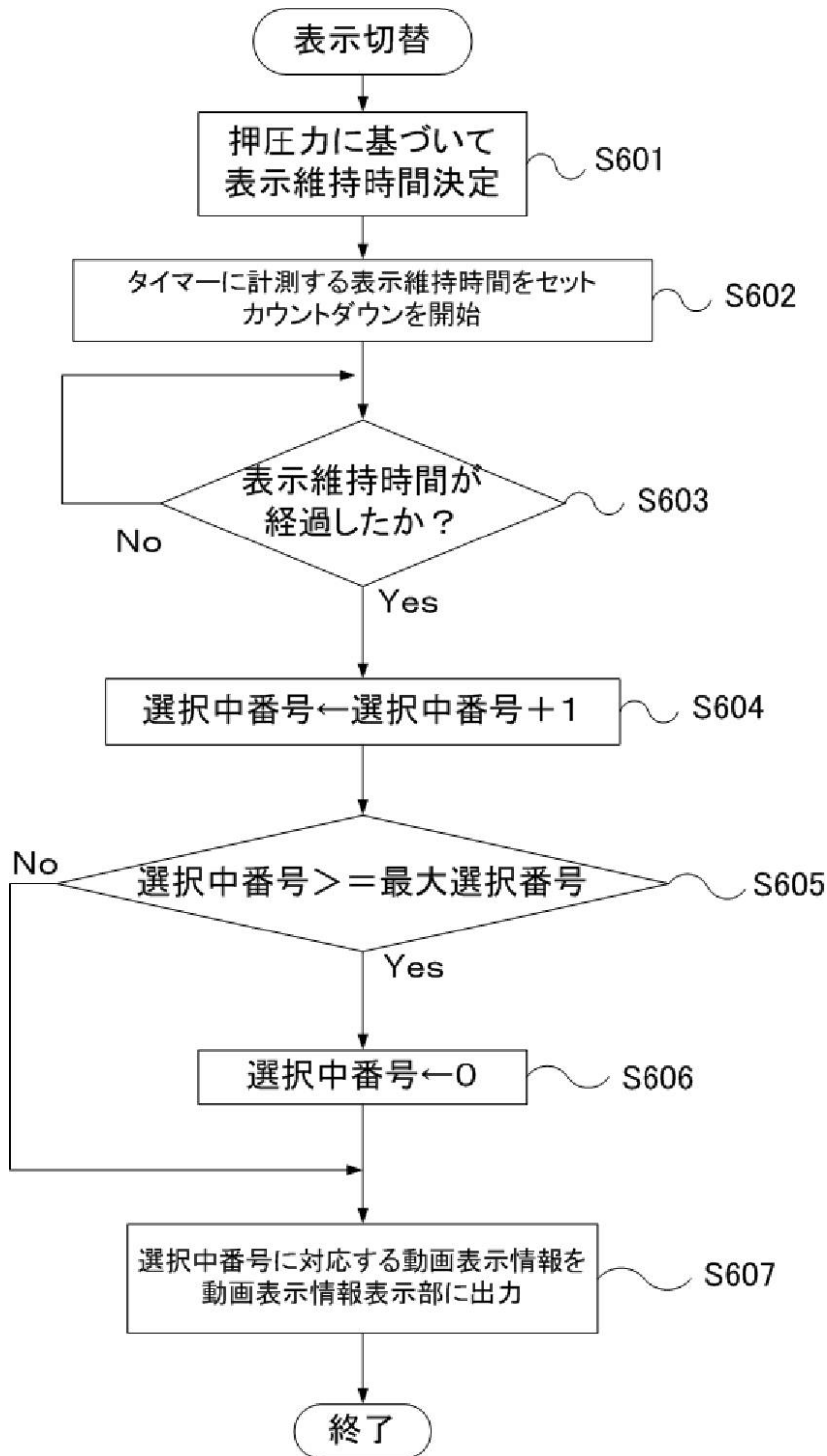 表示切替
押圧力に基づいて
表示維持時間決定
S601
タイマーに計測する表示維持時間をセット
カウントダウンを開始
S602
表示維持時間が
経過したか？
S603
No
Yes
選択中番号←選択中番号＋1
S604
No
選択中番号＞＝最大選択番号
S605
Yes
選択中番号←0
S606
選択中番号に対応する動画表示情報を
動画表示情報表示部に出力
S607
終了